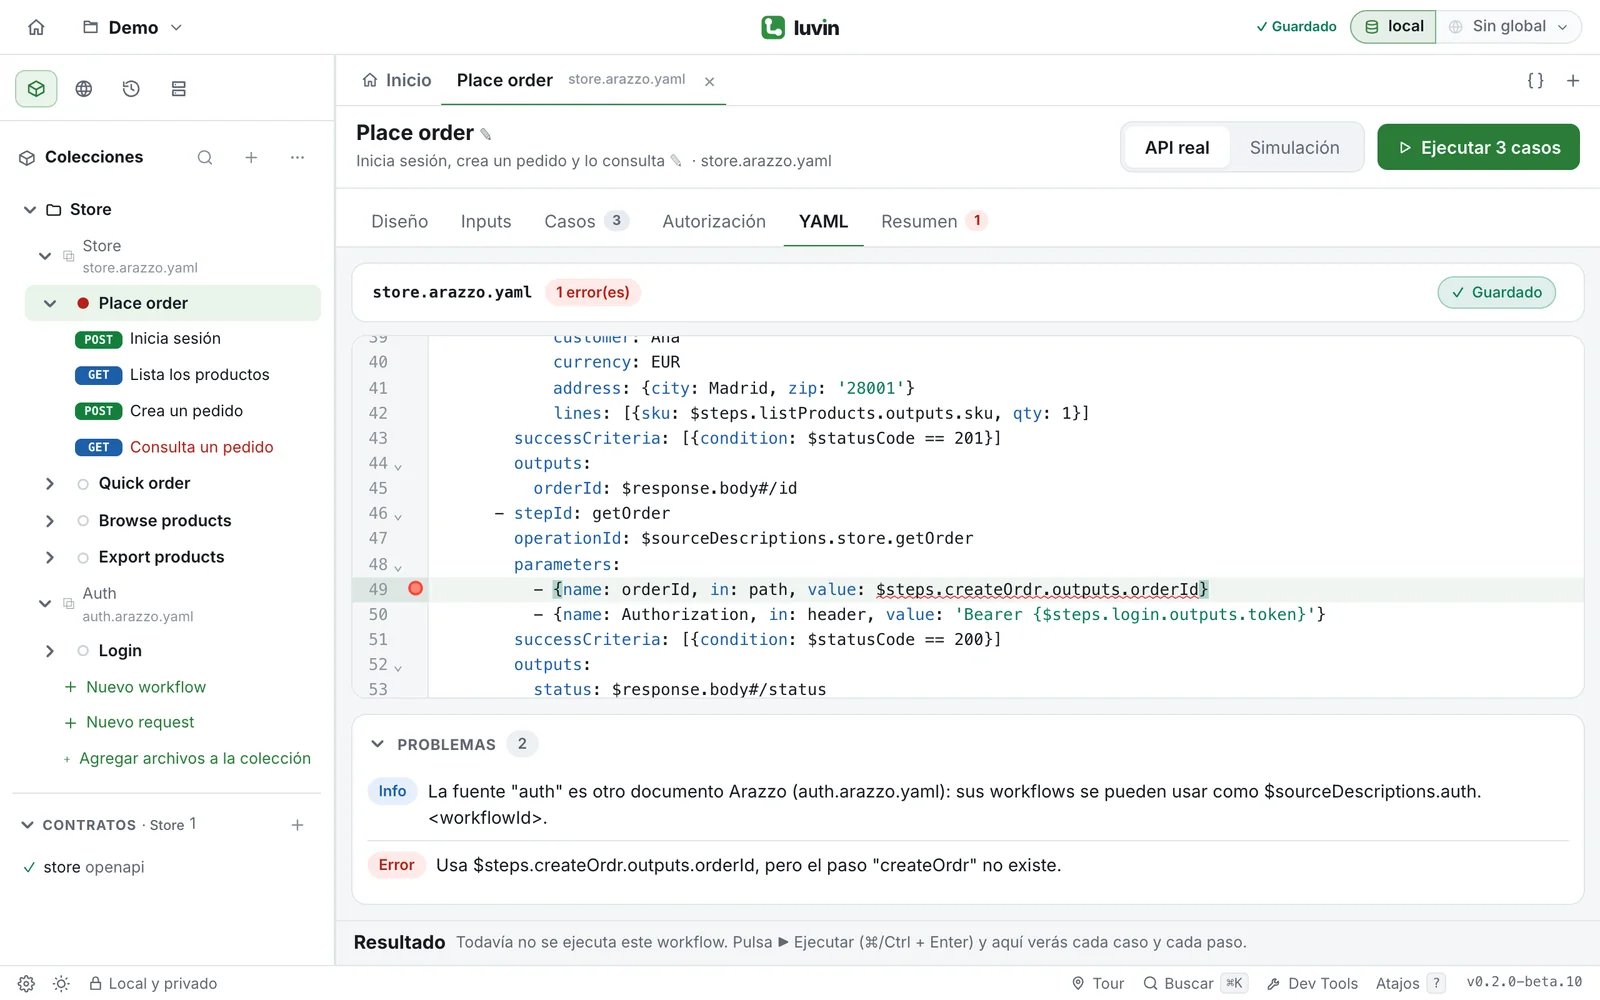 Demo
luvin
Guardado
local
Sin global
Inicio
Place order store.arazzo.yaml
{ }
Colecciones
Store
Store
store.arazzo.yaml
Place order
POST Inicia sesión
GET Lista los productos
POST Crea un pedido
GET Consulta un pedido
Quick order
Browse products
Export products
Auth
auth.arazzo.yaml
Login
+ Nuevo workflow
+ Nuevo request
+ Agregar archivos a la colección
CONTRATOS · Store 1
store openapi
Place order
Inicia sesión, crea un pedido y lo consulta · store.arazzo.yaml
API real
Simulación
Ejecutar 3 casos
Diseño
Inputs
Casos 3
Autorización
YAML
Resumen 1
store.arazzo.yaml 1 error(es)
Guardado
39 customer: Ana
40 currency: EUR
41 address: {city: Madrid, zip: '28001'}
42 lines: [{sku: $steps.listProducts.outputs.sku, qty: 1}]
43 successCriteria: [{condition: $statusCode == 201}]
44 outputs:
45 orderId: $response.body#/id
46 - stepId: getOrder
47 operationId: $sourceDescriptions.store.getOrder
48 parameters:
49 - {name: orderId, in: path, value: $steps.createOrdr.outputs.orderId}
50 - {name: Authorization, in: header, value: 'Bearer {$steps.login.outputs.token}'}
51 successCriteria: [{condition: $statusCode == 200}]
52 outputs:
53 status: $response.body#/status
PROBLEMAS 2
Info La fuente "auth" es otro documento Arazzo (auth.arazzo.yaml): sus workflows se pueden usar como $sourceDescriptions.auth.
<workflowId>.
Error Usa $steps.createOrdr.outputs.orderId, pero el paso "createOrdr" no existe.
Resultado Todavía no se ejecuta este workflow. Pulsa ▶ Ejecutar (⌘/Ctrl + Enter) y aquí verás cada caso y cada paso.
Local y privado
Tour
Buscar ⌘K
Dev Tools
Atajos ?
v0.2.0-beta.10